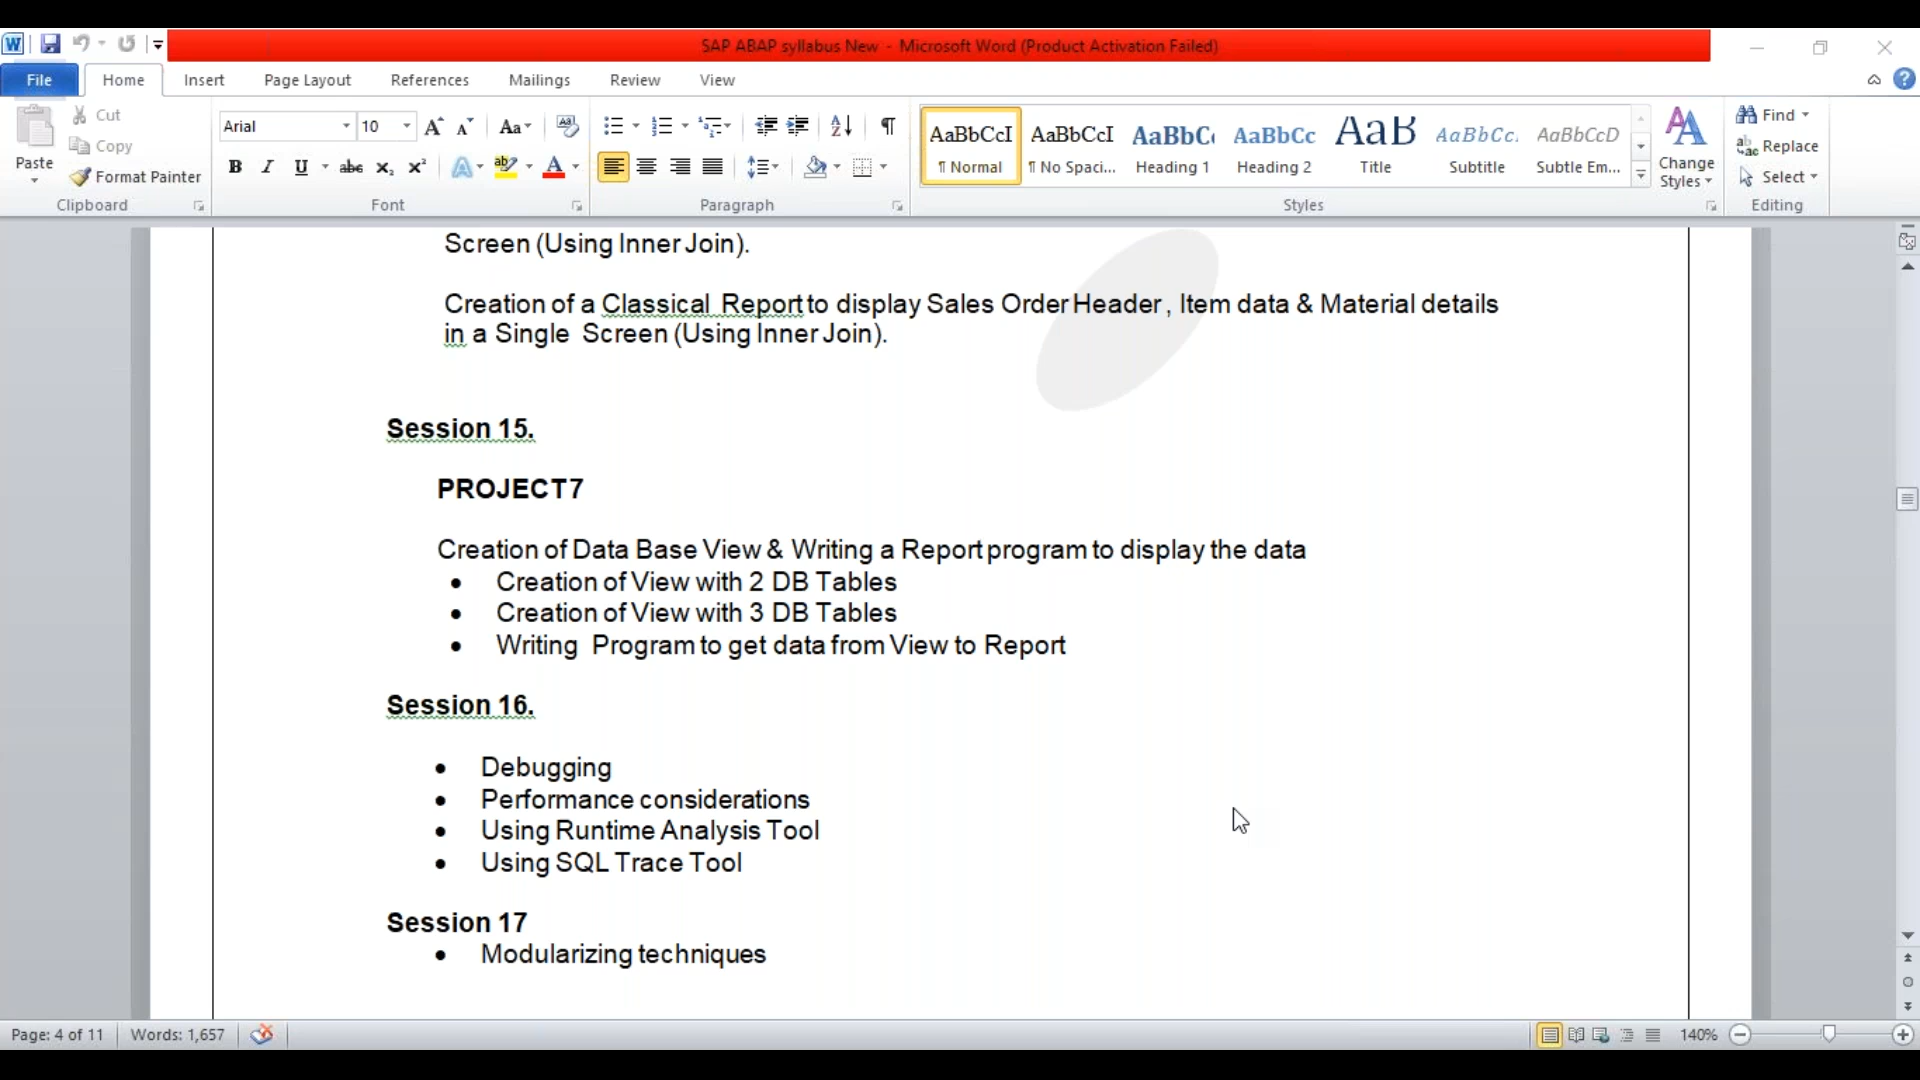 SAP ABAP syllabus New - Microsoft Word (Product Activation Failed)
File Home Insert Page Layout References Mailings Review View
Paste
Cut
Copy
Format Painter
Clipboard
Arial 10
Font
Paragraph
AaBbCcI AaBbCcI AaBbC AaBbCc AaB AaBbCc. AaBbCcD
¶ Normal ¶ No Spaci... Heading 1 Heading 2 Title Subtitle Subtle Em...
Change Styles
Styles
Find
Replace
Select
Editing
Screen (Using Inner Join).
Creation of a Classical Report to display Sales Order Header , Item data & Material details
in a Single Screen (Using Inner Join).
Session 15.
PROJECT7
Creation of Data Base View & Writing a Report program to display the data
• Creation of View with 2 DB Tables
• Creation of View with 3 DB Tables
• Writing Program to get data from View to Report
Session 16.
• Debugging
• Performance considerations
• Using Runtime Analysis Tool
• Using SQL Trace Tool
Session 17
• Modularizing techniques
Page: 4 of 11 Words: 1,657 140%